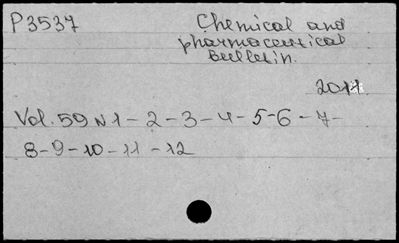 P3537
Chemical and
pharmaceutical
Bulletin.
2011
Vol. 59 N 1 - 2 - 3 - 4 - 5 - 6 - 7 -
8 - 9 - 10 - 11 - 12